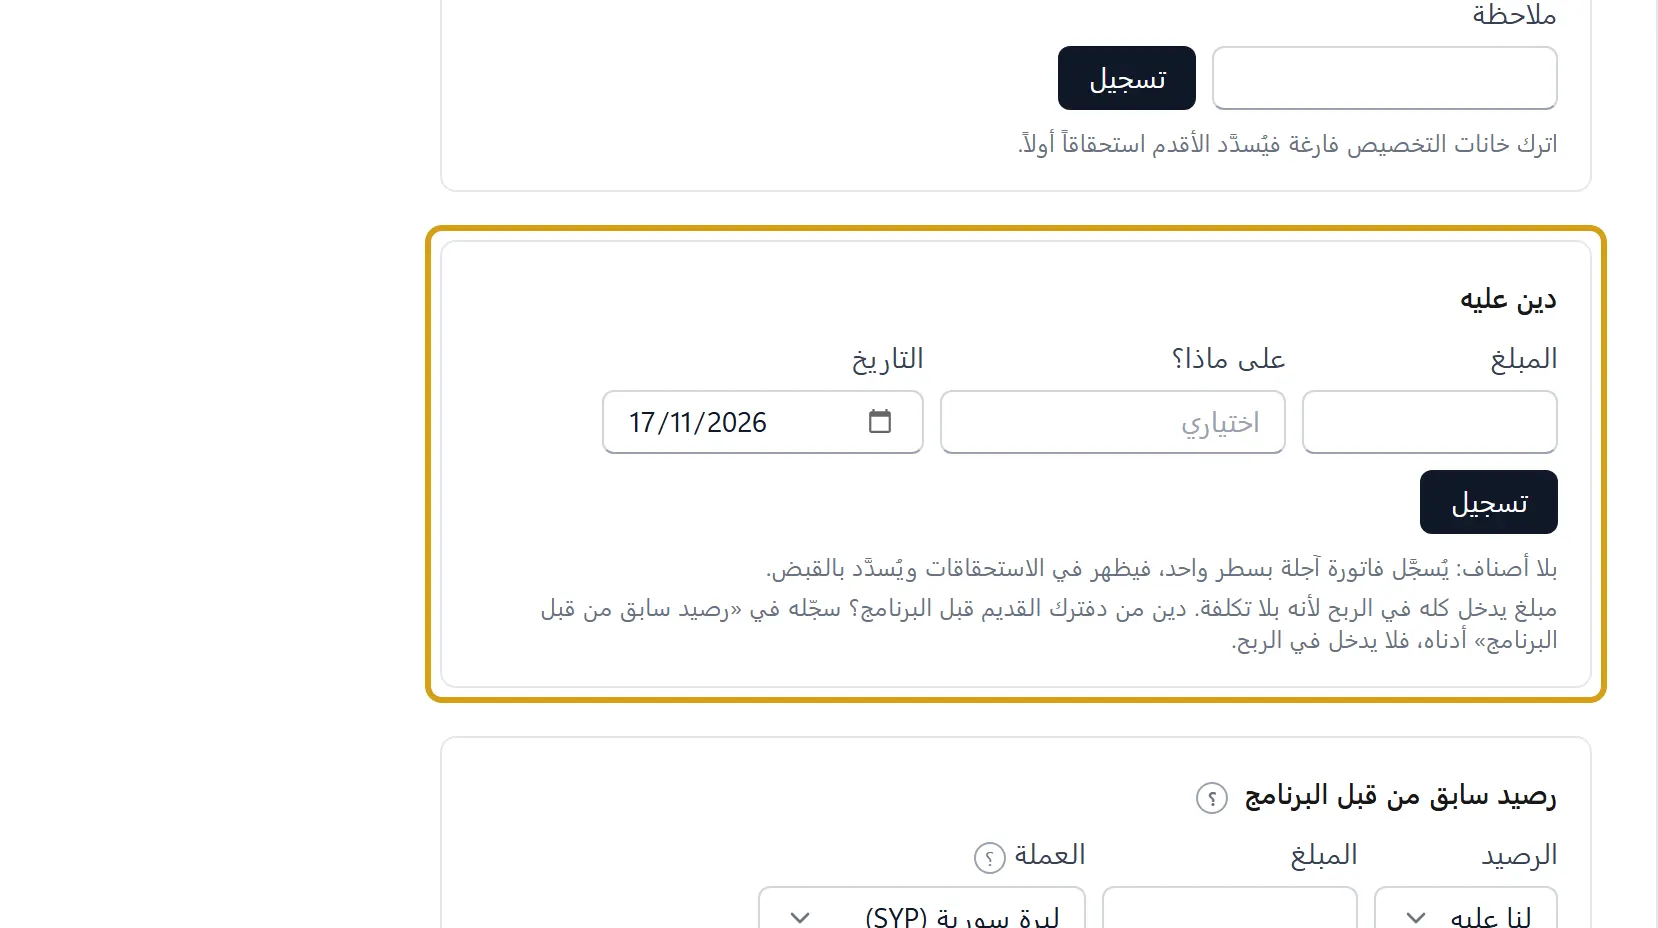 ملاحظة
تسجيل
اترك خانات التخصيص فارغة فيُسدَّد الأقدم استحقاقاً أولاً.
دين عليه
المبلغ
على ماذا؟
التاريخ
اختياري
17/11/2026
تسجيل
بلا أصناف: يُسجَّل فاتورة آجلة بسطر واحد، فيظهر في الاستحقاقات ويُسدَّد بالقبض.
مبلغ يدخل كله في الربح لأنه بلا تكلفة. دين من دفترك القديم قبل البرنامج؟ سجّله في «رصيد سابق من قبل
البرنامج» أدناه، فلا يدخل في الربح.
رصيد سابق من قبل البرنامج ؟
الرصيد
المبلغ
العملة ؟
لنا عليه
ليرة سورية (SYP)